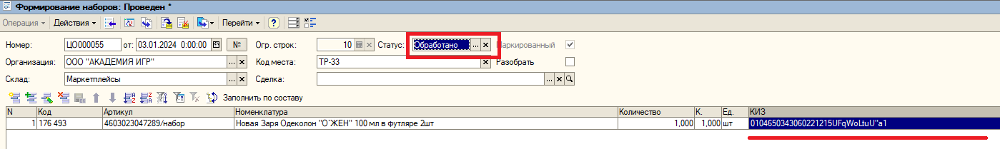 Формирование наборов: Проведен *
Операция Действия Перейти
Номер: ЦО000055 от: 03.01.2024 0:00:00 № Огр. строк: 10 Статус: Обработано ... × Маркированный
Организация: ООО "АКАДЕМИЯ ИГР" ... × Код места: ТР-33 × Разобрать
Склад: Маркетплейсы ... × Сделка: ... ×
Заполнить по составу
N Код Артикул Номенклатура Количество К. Ед. КИЗ
1 176 493 4603023047289/набор Новая Заря Одеколон "О`ЖЕН" 100 мл в футляре 2шт 1,000 1,000 шт 0104650343060221215UFqWoLtuU"a1